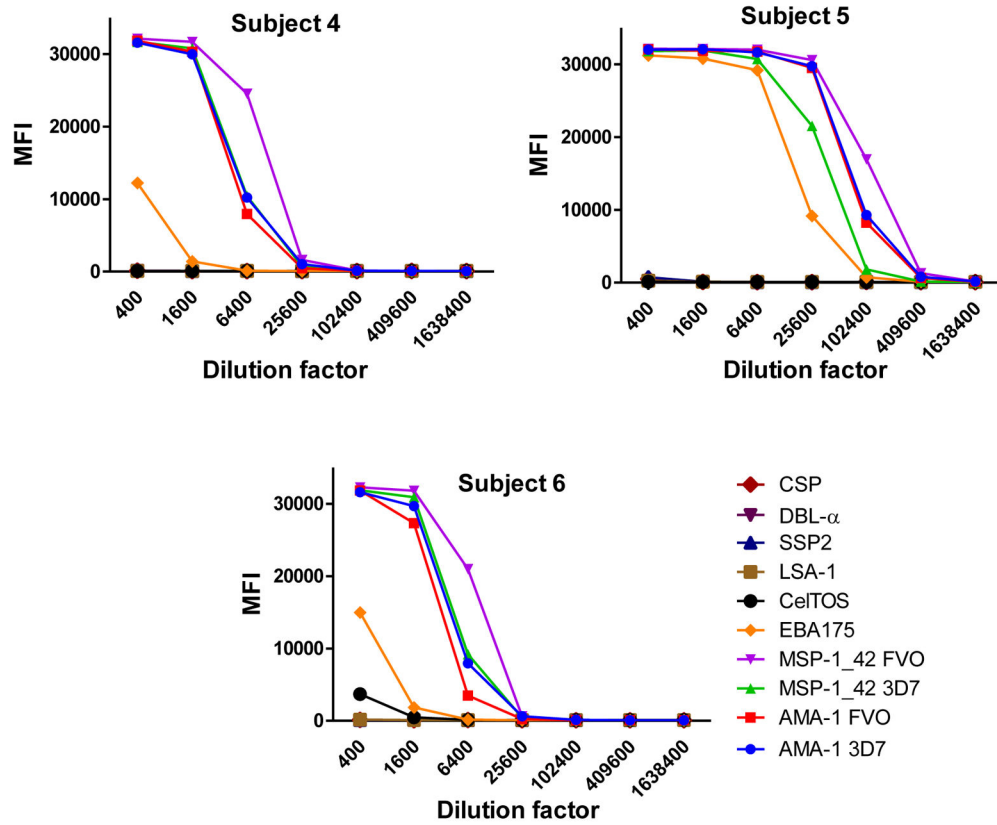 Subject 4
MFI
30000
20000
10000
0
400
1600
6400
25600
102400
409600
1638400
Dilution factor
Subject 5
MFI
30000
20000
10000
0
400
1600
6400
25600
102400
409600
1638400
Dilution factor
Subject 6
MFI
30000
20000
10000
0
400
1600
6400
25600
102400
409600
1638400
Dilution factor
CSP
DBL-α
SSP2
LSA-1
CelTOS
EBA175
MSP-1_42 FVO
MSP-1_42 3D7
AMA-1 FVO
AMA-1 3D7